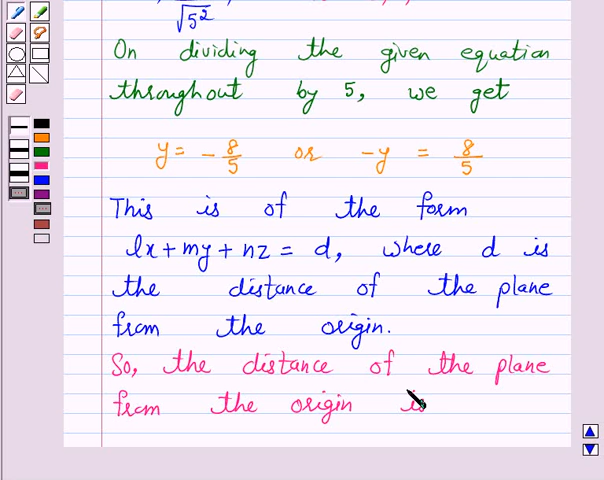 √5²
On dividing the given equation
throughout by 5, we get
y = - 8/5 or -y = 8/5
This is of the form
lx + my + nz = d, where d is
the distance of the plane
from the origin.
So, the distance of the plane
from the origin is